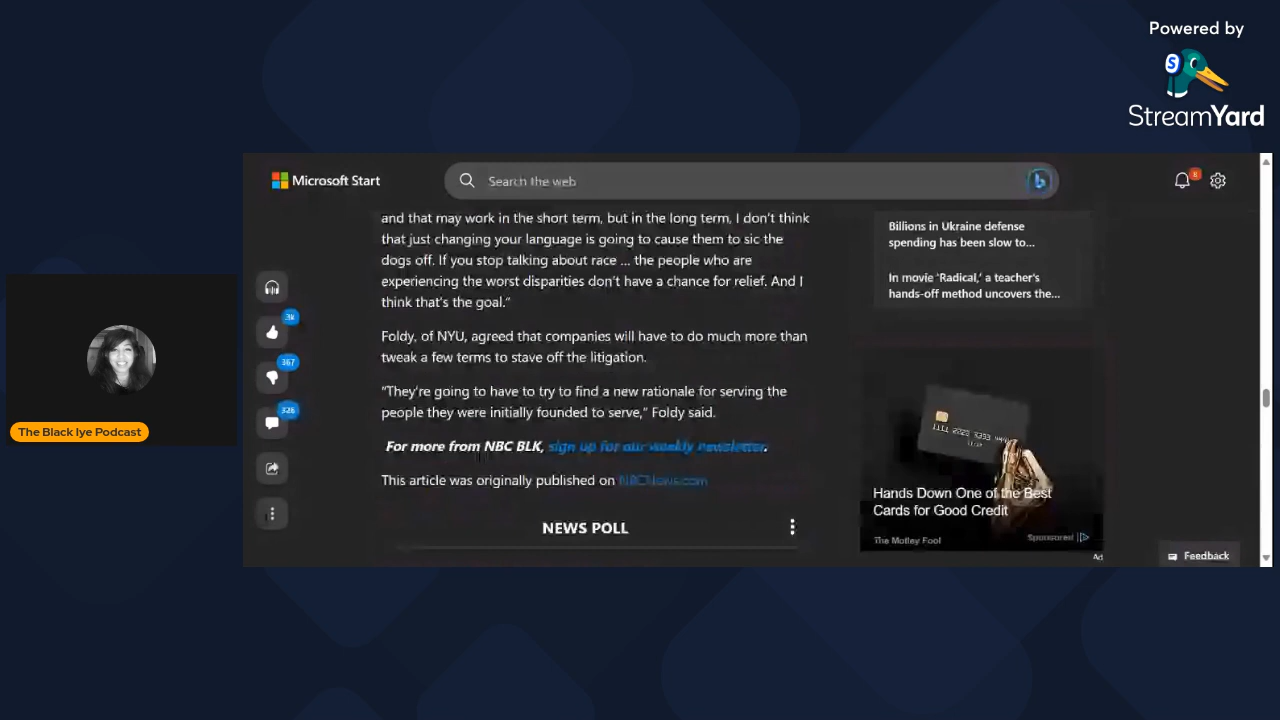 Powered by
S
StreamYard
Microsoft Start
Search the web
8
and that may work in the short term, but in the long term, I don't think
that just changing your language is going to cause them to sic the
dogs off. If you stop talking about race ... the people who are
experiencing the worst disparities don't have a chance for relief. And I
think that's the goal."
Foldy, of NYU, agreed that companies will have to do much more than
tweak a few terms to stave off the litigation.
"They're going to have to try to find a new rationale for serving the
people they were initially founded to serve," Foldy said.
For more from NBC BLK, sign up for our weekly newsletter.
This article was originally published on NBCNews.com
NEWS POLL
3k
367
326
Billions in Ukraine defense
spending has been slow to...
In movie 'Radical,' a teacher's
hands-off method uncovers the...
Hands Down One of the Best
Cards for Good Credit
The Motley Fool
Sponsored
Ad
Feedback
The Black Iye Podcast